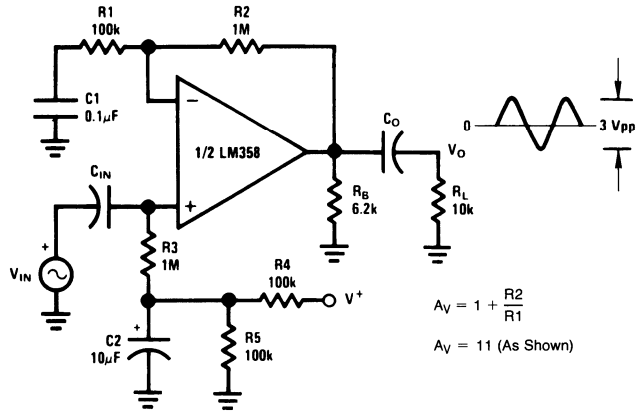 R1
100k
R2
1M
C1
0.1μF
−
1/2 LM358
+
CIN
+
VIN
R3
1M
CO
VO
RB
6.2k
RL
10k
0
3 Vpp
R4
100k
V+
+
C2
10μF
R5
100k
AV = 1 + R2/R1
AV = 11 (As Shown)